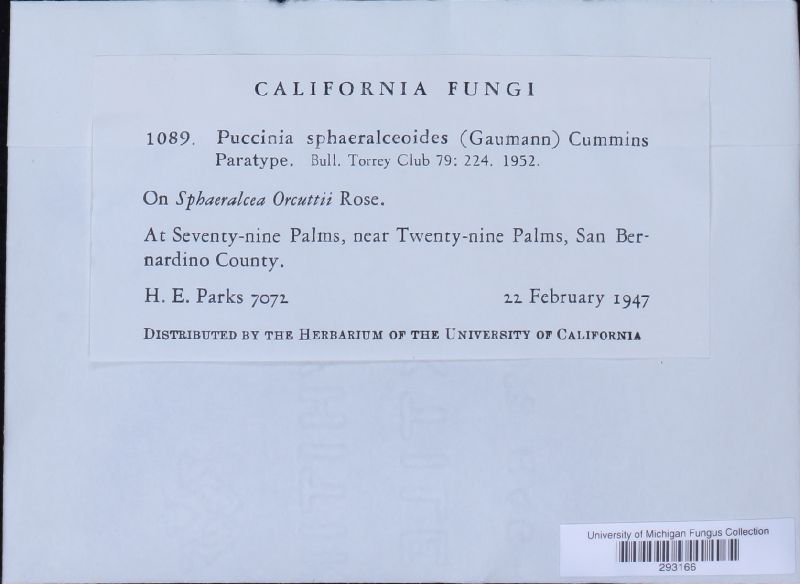 CALIFORNIA FUNGI
1089. Puccinia sphaeralceoides (Gaumann) Cummins
Paratype. Bull. Torrey Club 79: 224. 1952.
On Sphaeralcea Orcuttii Rose.
At Seventy-nine Palms, near Twenty-nine Palms, San Ber-
nardino County.
H. E. Parks 7072 22 February 1947
DISTRIBUTED BY THE HERBARIUM OF THE UNIVERSITY OF CALIFORNIA
University of Michigan Fungus Collection
293166